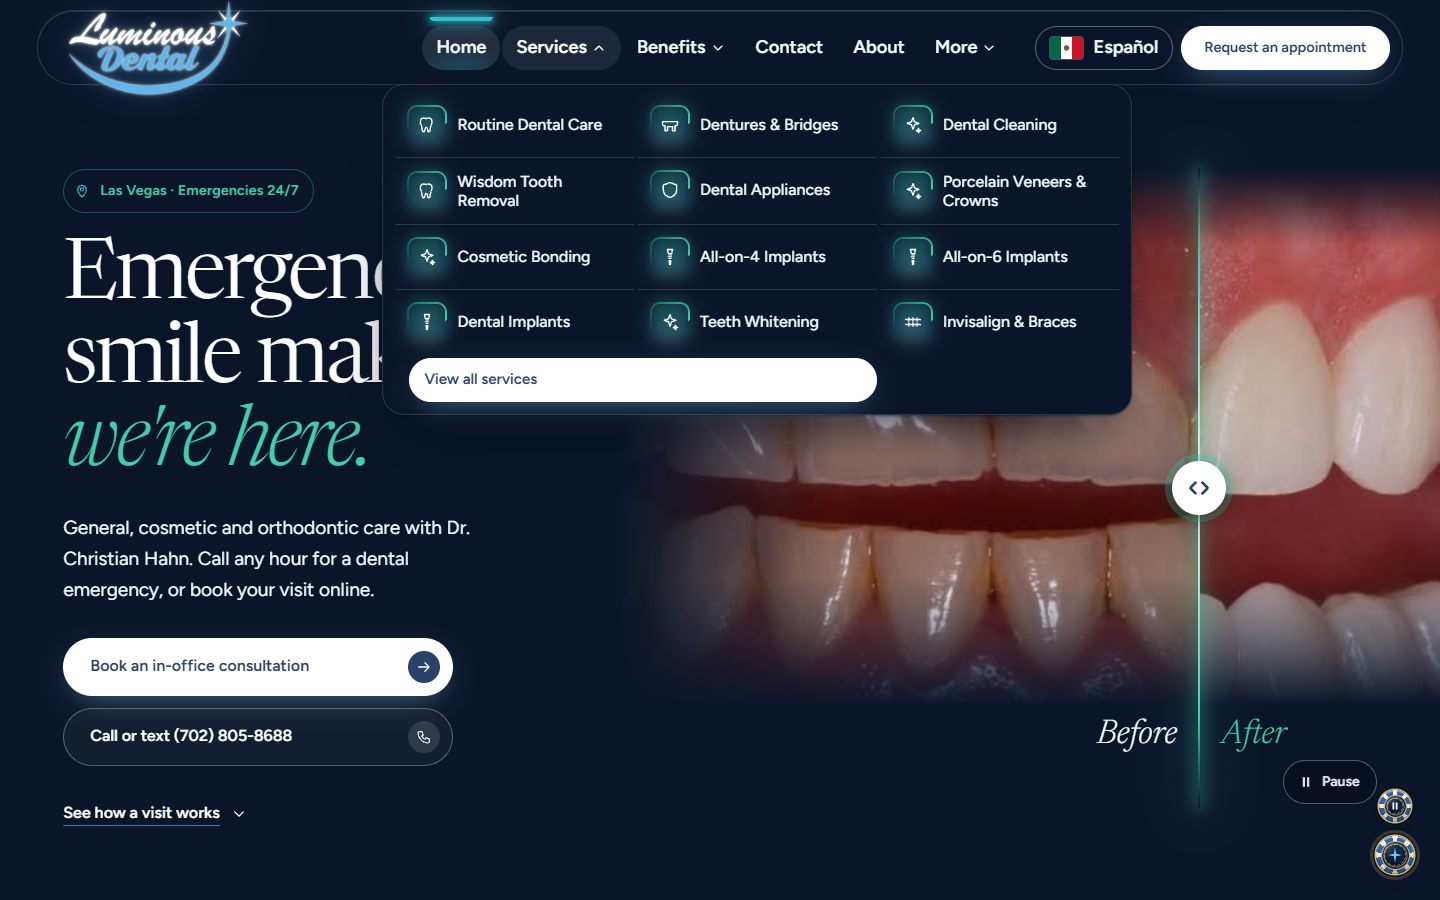 Luminous
Dental
Home
Services
Benefits
Contact
About
More
Español
Request an appointment
Routine Dental Care
Dentures & Bridges
Dental Cleaning
Wisdom Tooth
Removal
Dental Appliances
Porcelain Veneers &
Crowns
Cosmetic Bonding
All-on-4 Implants
All-on-6 Implants
Dental Implants
Teeth Whitening
Invisalign & Braces
View all services
Las Vegas · Emergencies 24/7
smile
we're here.
General, cosmetic and orthodontic care with Dr.
Christian Hahn. Call any hour for a dental
emergency, or book your visit online.
Book an in-office consultation
Call or text (702) 805-8688
See how a visit works
Before
After
Pause